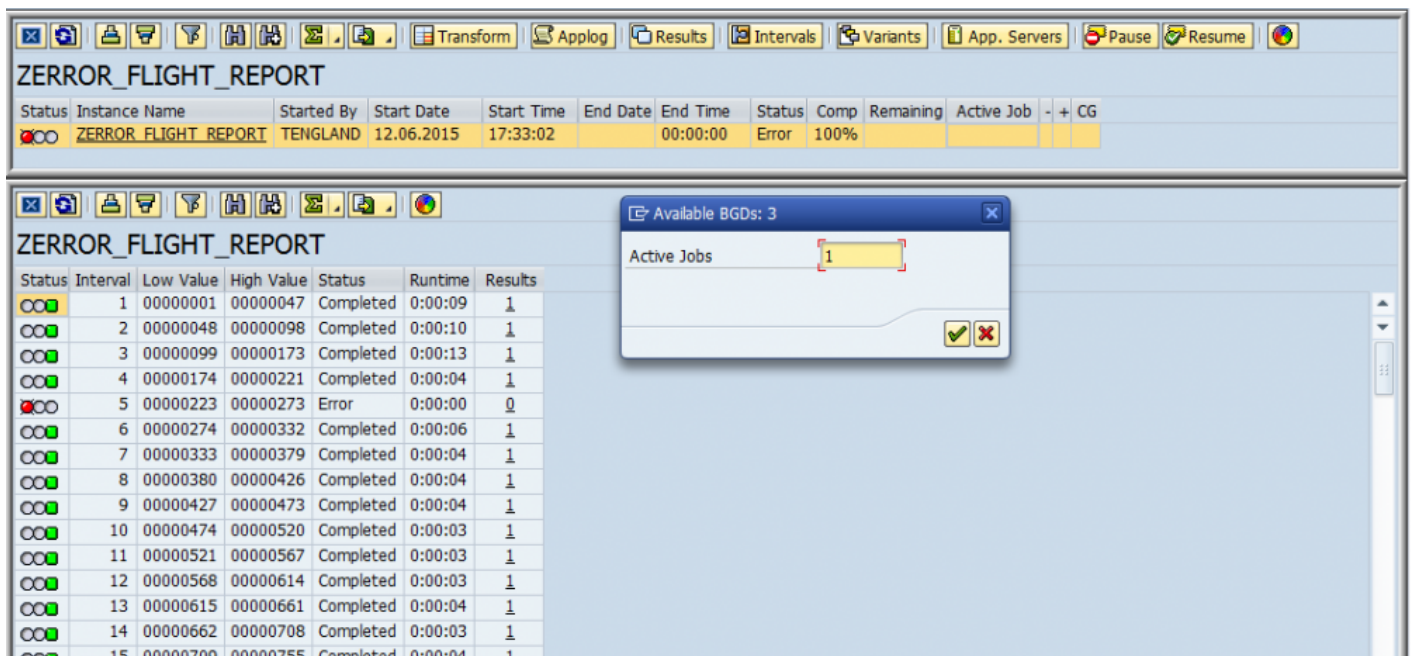 Transform Applog Results Intervals Variants App. Servers Pause Resume
ZERROR_FLIGHT_REPORT
Status Instance Name Started By Start Date Start Time End Date End Time Status Comp Remaining Active Job - + CG
ZERROR_FLIGHT_REPORT TENGLAND 12.06.2015 17:33:02 00:00:00 Error 100%
Available BGDs: 3
ZERROR_FLIGHT_REPORT
Active Jobs 1
Status Interval Low Value High Value Status Runtime Results
1 00000001 00000047 Completed 0:00:09 1
2 00000048 00000098 Completed 0:00:10 1
3 00000099 00000173 Completed 0:00:13 1
4 00000174 00000221 Completed 0:00:04 1
5 00000223 00000273 Error 0:00:00 0
6 00000274 00000332 Completed 0:00:06 1
7 00000333 00000379 Completed 0:00:04 1
8 00000380 00000426 Completed 0:00:04 1
9 00000427 00000473 Completed 0:00:04 1
10 00000474 00000520 Completed 0:00:03 1
11 00000521 00000567 Completed 0:00:03 1
12 00000568 00000614 Completed 0:00:03 1
13 00000615 00000661 Completed 0:00:04 1
14 00000662 00000708 Completed 0:00:03 1
15 00000709 00000755 Completed 0:00:04 1